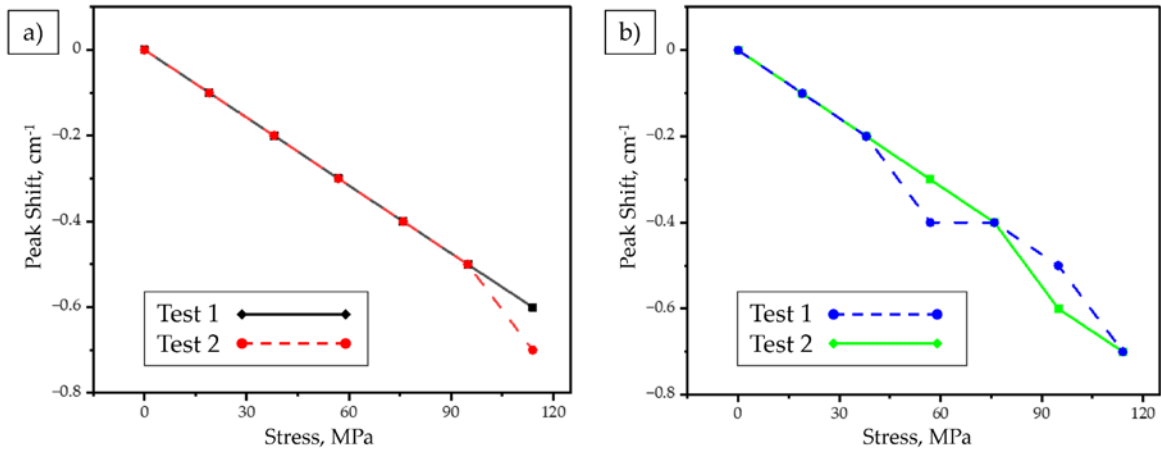 a)
Peak Shift, cm⁻¹
0
−0.2
−0.4
−0.6
−0.8
Test 1
Test 2
0 30 60 90 120
Stress, MPa
b)
Peak Shift, cm⁻¹
0
−0.2
−0.4
−0.6
−0.8
Test 1
Test 2
0 30 60 90 120
Stress, MPa